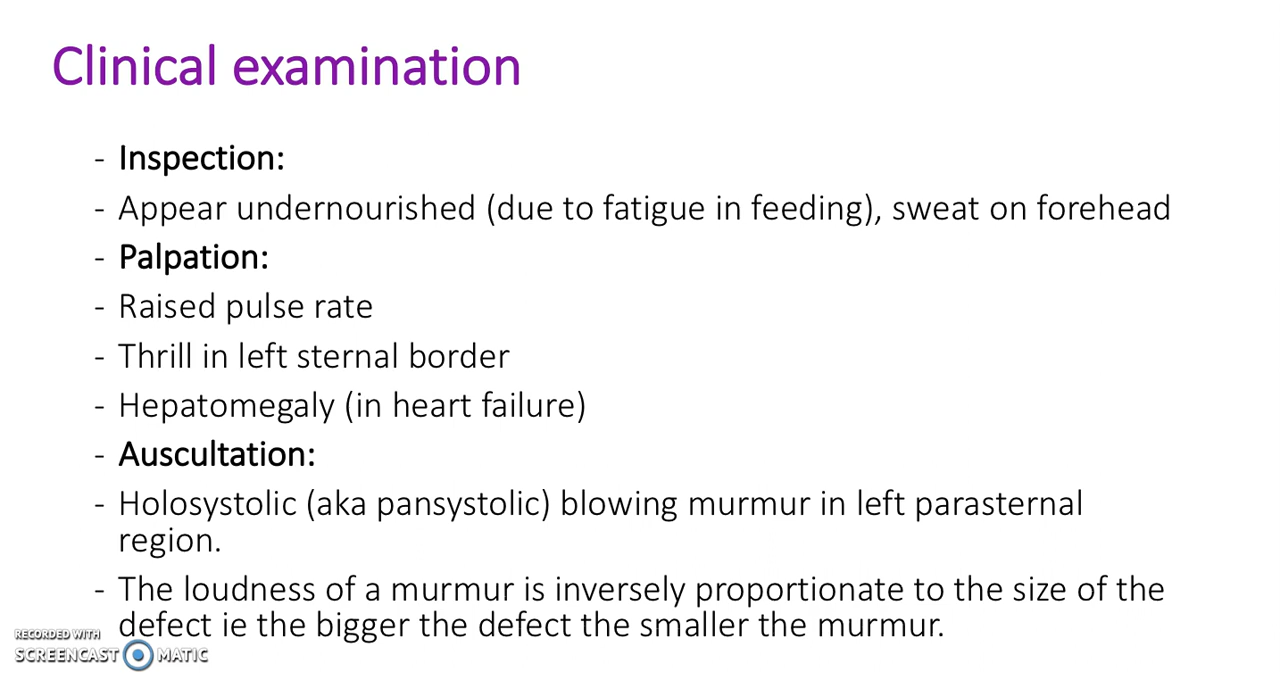 Clinical examination
- Inspection:
- Appear undernourished (due to fatigue in feeding), sweat on forehead
- Palpation:
- Raised pulse rate
- Thrill in left sternal border
- Hepatomegaly (in heart failure)
- Auscultation:
- Holosystolic (aka pansystolic) blowing murmur in left parasternal
region.
- The loudness of a murmur is inversely proportionate to the size of the
defect ie the bigger the defect the smaller the murmur.
RECORDED WITH
SCREENCAST MATIC